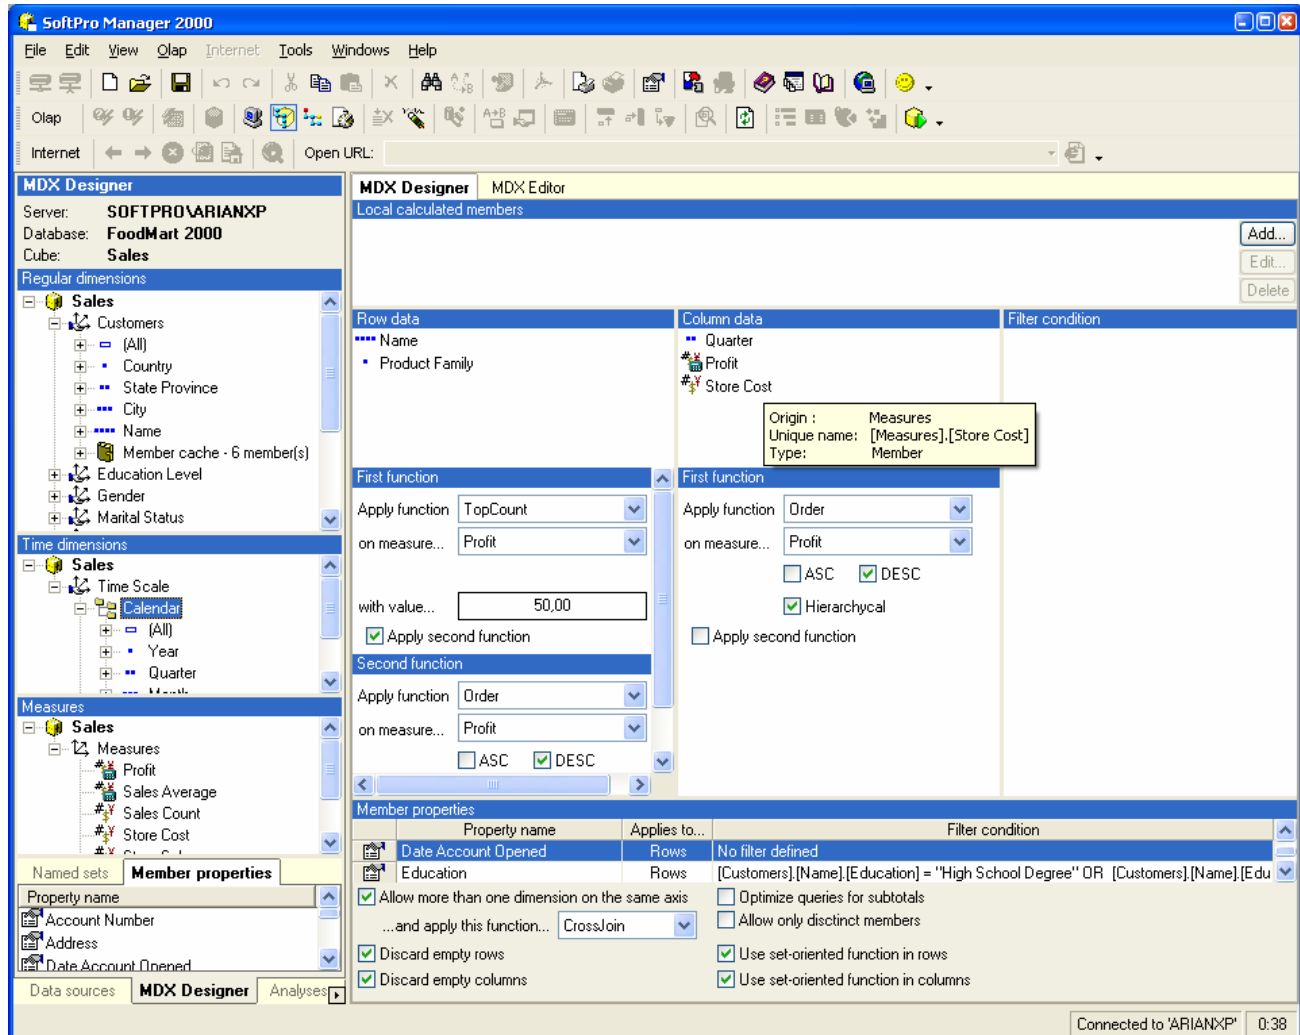 SoftPro Manager 2000
File Edit View Olap Internet Tools Windows Help
Olap
Internet Open URL:
MDX Designer
Server: SOFTPRO\ARIANXP
Database: FoodMart 2000
Cube: Sales
Regular dimensions
Sales
Customers
(All)
Country
State Province
City
Name
Member cache - 6 member(s)
Education Level
Gender
Marital Status
Time dimensions
Sales
Time Scale
Calendar
(All)
Year
Quarter
Month
Measures
Sales
Measures
Profit
Sales Average
Sales Count
Store Cost
Named sets Member properties
Property name
Account Number
Address
Date Account Opened
Data sources MDX Designer Analyses
MDX Designer MDX Editor
Local calculated members
Add...
Edit...
Delete
Row data
Name
Product Family
Column data
Quarter
Profit
Store Cost
Filter condition
Origin : Measures
Unique name: [Measures].[Store Cost]
Type: Member
First function
Apply function TopCount
on measure... Profit
with value... 50,00
Apply second function
Second function
Apply function Order
on measure... Profit
ASC DESC
First function
Apply function Order
on measure... Profit
ASC DESC
Hierarchycal
Apply second function
Member properties
Property name Applies to... Filter condition
Date Account Opened Rows No filter defined
Education Rows [Customers].[Name].[Education] = "High School Degree" OR [Customers].[Name].[Edu
Allow more than one dimension on the same axis
...and apply this function... CrossJoin
Discard empty rows
Discard empty columns
Optimize queries for subtotals
Allow only disctinct members
Use set-oriented function in rows
Use set-oriented function in columns
Connected to 'ARIANXP' 0:38